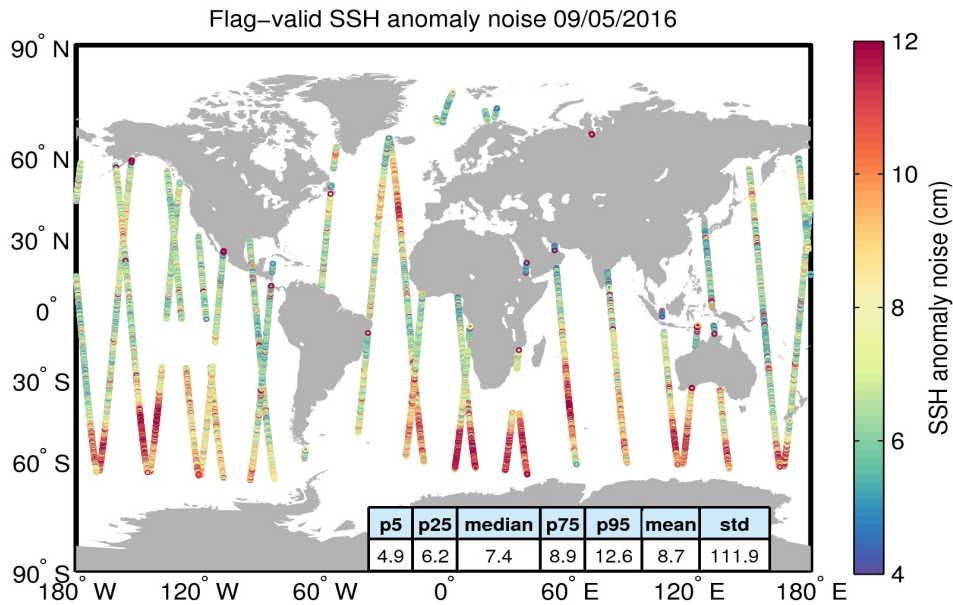 Flag-valid SSH anomaly noise 09/05/2016
90° N
60° N
30° N
0°
30° S
60° S
90° S
180° W
120° W
60° W
0°
60° E
120° E
180° E
p5 p25 median p75 p95 mean std
4.9 6.2 7.4 8.9 12.6 8.7 111.9
12
10
8
6
4
SSH anomaly noise (cm)